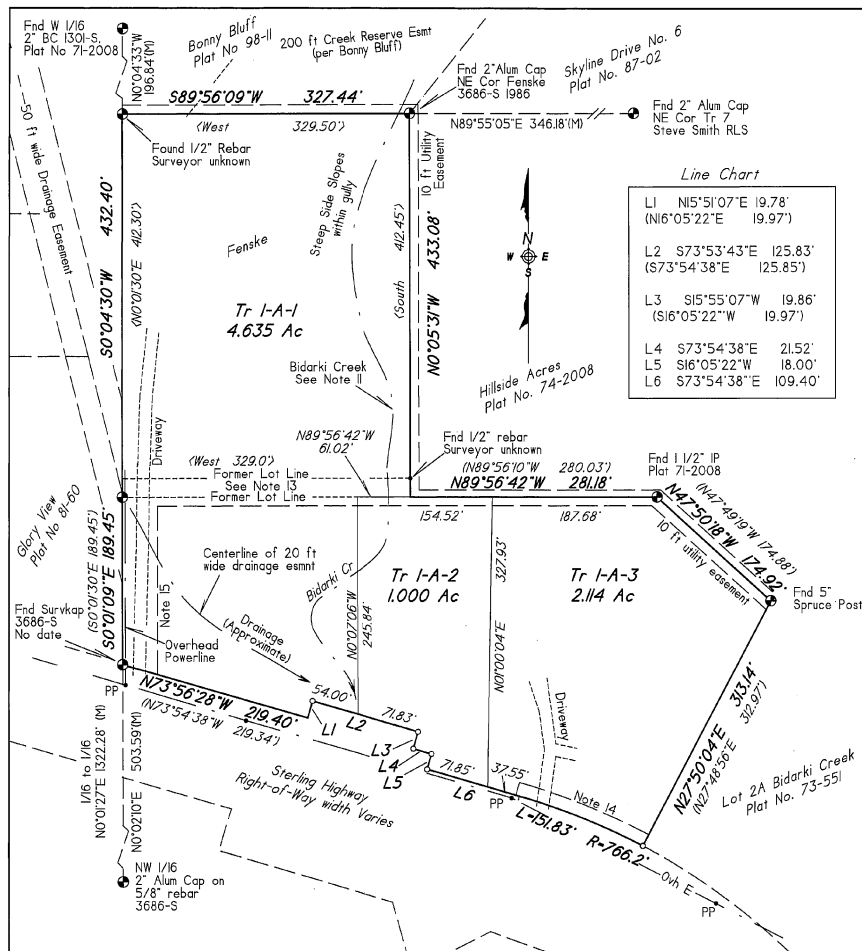 Fnd W 1/16
2" BC 1301-S.
Plat No 71-2008
N0°04'33"W
196.84'(M)
Bonny Bluff
Plat No 98-11
200 ft Creek Reserve Esmt
(per Bonny Bluff)
S89°56'09"W 327.44'
(West 329.50')
Fnd 2"Alum Cap
NE Cor Fenske
3686-S 1986
Skyline Drive No. 6
Plat No. 87-02
N89°55'05"E 346.18'(M)
Fnd 2" Alum Cap
NE Cor Tr 7
Steve Smith RLS
Found 1/2" Rebar
Surveyor unknown
50 ft wide Drainage Easement
S0°04'30"W 432.40'
(N0°01'30"E 412.30')
Steep Side Slopes
within gully
10 ft Utility
Easement
(South 412.45')
N0°05'31"W 433.08'
Fenske
Tr 1-A-1
4.635 Ac
N
W E
S
Line Chart
L1 N15°51'07"E 19.78'
(N16°05'22"E 19.97')
L2 S73°53'43"E 125.83'
(S73°54'38"E 125.85')
L3 S15°55'07"W 19.86'
(S16°05'22"W 19.97')
L4 S73°54'38"E 21.52'
L5 S16°05'22"W 18.00'
L6 S73°54'38"E 109.40'
Bidarki Creek
See Note 11
Hillside Acres
Plat No. 74-2008
Driveway
N89°56'42"W
61.02'
(West 329.0')
Former Lot Line
See Note 13
Former Lot Line
Fnd 1/2" rebar
Surveyor unknown
(N89°56'10"W 280.03')
N89°56'42"W 281.18'
Fnd 1 1/2" IP
Plat 71-2008
N47°50'18"W 174.92'
(N47°49'19"W 174.88')
10 ft utility easement
Fnd 5"
Spruce Post
154.52'
187.68'
Glory View
Plat No 81-60
S0°01'09"E 189.45'
(S0°01'30"E 189.45')
Centerline of 20 ft
wide drainage esmnt
Bidarki Cr
Tr 1-A-2
1.000 Ac
327.93'
N01°00'04"E
Tr 1-A-3
2.114 Ac
Note 15
N0°07'06"W
245.84'
Fnd Survkap
3686-S
No date
Overhead
Powerline
Drainage
(Approximate)
PP
N73°56'28"W
219.40'
(N73°54'38"W
219.34')
54.00'
L1
L2
71.83'
L3
L4
L5
71.85'
L6
37.55'
PP
Driveway
Note 14
L=151.83' R=766.2'
N27°50'04"E 313.14'
(N27°48'56"E 312.97')
Lot 2A Bidarki Creek
Plat No. 73-551
Sterling Highway
Right-of-Way width Varies
1/16 to 1/16
N0°01'27"E 1322.28' (M)
N0°02'10"E 503.59'(M)
Ovh E
PP
NW 1/16
2" Alum Cap on
5/8" rebar
3686-S